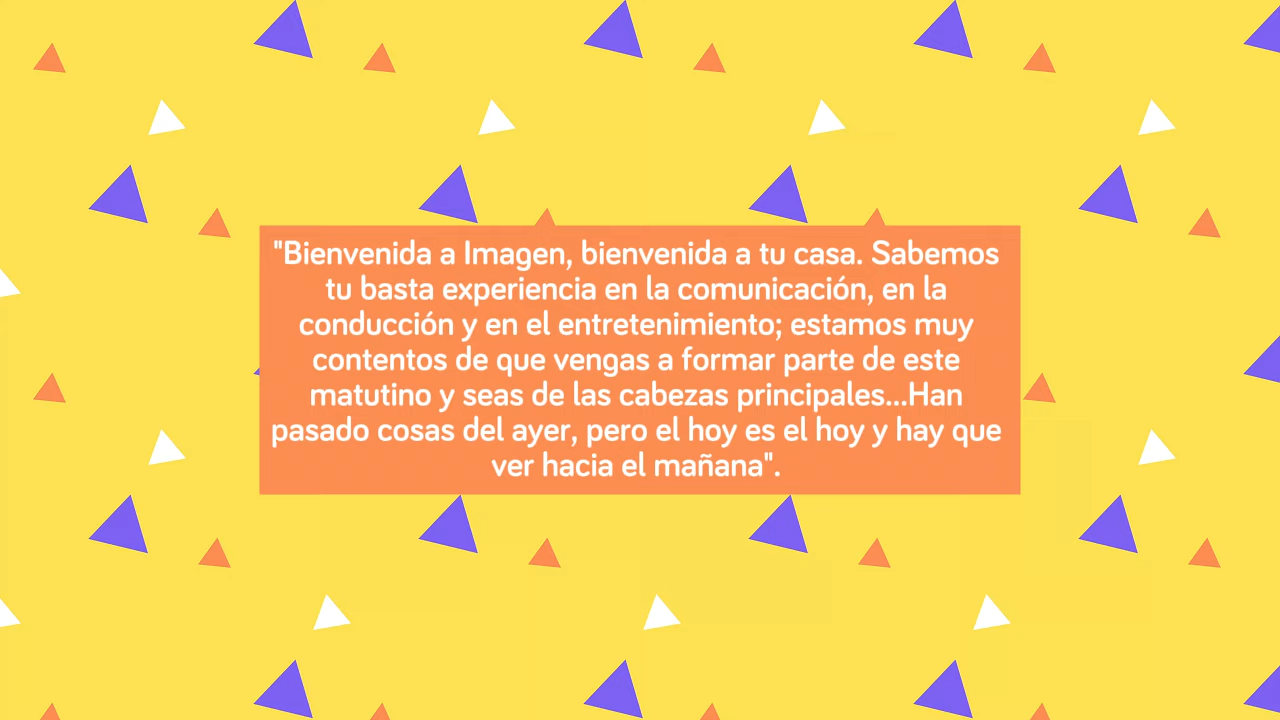 "Bienvenida a Imagen, bienvenida a tu casa. Sabemos
tu basta experiencia en la comunicación, en la
conducción y en el entretenimiento; estamos muy
contentos de que vengas a formar parte de este
matutino y seas de las cabezas principales...Han
pasado cosas del ayer, pero el hoy es el hoy y hay que
ver hacia el mañana".